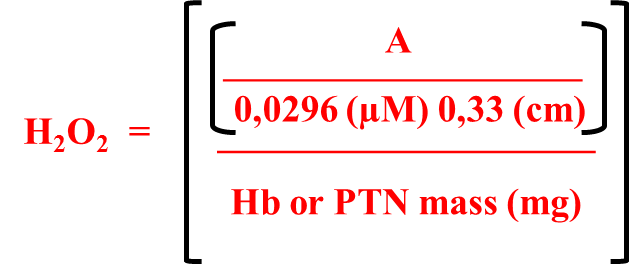 A
0,0296 (µM) 0,33 (cm)
H₂O₂ =
Hb or PTN mass (mg)